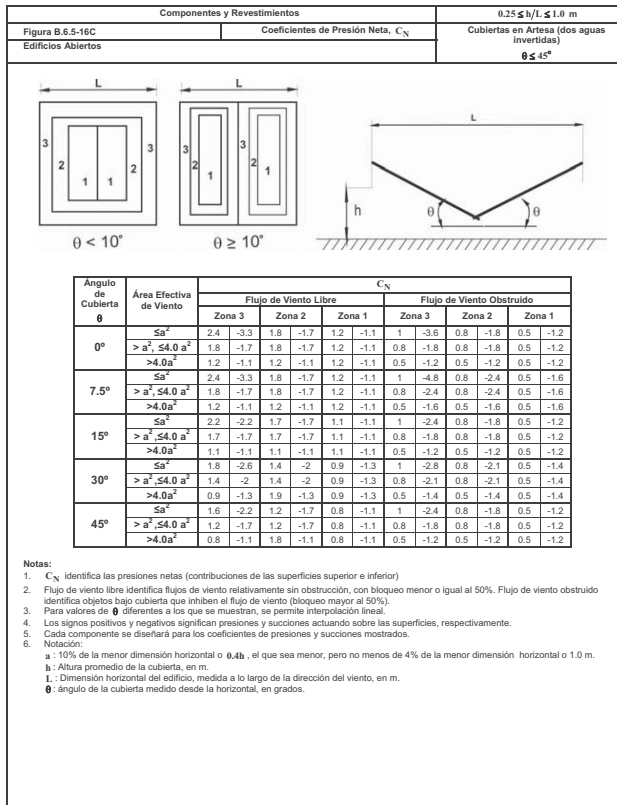 Componentes y Revestimientos 0.25 ≤ h/L ≤ 1.0 m
Figura B.6.5-16C Coeficientes de Presión Neta, C_N Cubiertas en Artesa (dos aguas
invertidas)
Edificios Abiertos θ ≤ 45°
L L
L
3 2 1 1 2 3
3 2 1 1 2 3
h θ θ
θ < 10° θ ≥ 10°
Ángulo de Cubierta θ Área Efectiva de Viento C_N
Flujo de Viento Libre Flujo de Viento Obstruido
Zona 3 Zona 2 Zona 1 Zona 3 Zona 2 Zona 1
0° ≤a² 2.4 -3.3 1.8 -1.7 1.2 -1.1 1 -3.6 0.8 -1.8 0.5 -1.2
> a², ≤4.0 a² 1.8 -1.7 1.8 -1.7 1.2 -1.1 0.8 -1.8 0.8 -1.8 0.5 -1.2
>4.0a² 1.2 -1.1 1.2 -1.1 1.2 -1.1 0.5 -1.2 0.5 -1.2 0.5 -1.2
7.5° ≤a² 2.4 -3.3 1.8 -1.7 1.2 -1.1 1 -4.8 0.8 -2.4 0.5 -1.6
> a², ≤4.0 a² 1.8 -1.7 1.8 -1.7 1.2 -1.1 0.8 -2.4 0.8 -2.4 0.5 -1.6
>4.0a² 1.2 -1.1 1.2 -1.1 1.2 -1.1 0.5 -1.6 0.5 -1.6 0.5 -1.6
15° ≤a² 2.2 -2.2 1.7 -1.7 1.1 -1.1 1 -2.4 0.8 -1.8 0.5 -1.2
> a² ,≤4.0 a² 1.7 -1.7 1.7 -1.7 1.1 -1.1 0.8 -1.8 0.8 -1.8 0.5 -1.2
>4.0a² 1.1 -1.1 1.1 -1.1 1.1 -1.1 0.5 -1.2 0.5 -1.2 0.5 -1.2
30° ≤a² 1.8 -2.6 1.4 -2 0.9 -1.3 1 -2.8 0.8 -2.1 0.5 -1.4
> a² ,≤4.0 a² 1.4 -2 1.4 -2 0.9 -1.3 0.8 -2.1 0.8 -2.1 0.5 -1.4
>4.0a² 0.9 -1.3 1.9 -1.3 0.9 -1.3 0.5 -1.4 0.5 -1.4 0.5 -1.4
45° ≤a² 1.6 -2.2 1.2 -1.7 0.8 -1.1 1 -2.4 0.8 -1.8 0.5 -1.2
> a² ,≤4.0 a² 1.2 -1.7 1.2 -1.7 0.8 -1.1 0.8 -1.8 0.8 -1.8 0.5 -1.2
>4.0a² 0.8 -1.1 1.8 -1.1 0.8 -1.1 0.5 -1.2 0.5 -1.2 0.5 -1.2
Notas:
1. C_N identifica las presiones netas (contribuciones de las superficies superior e inferior)
2. Flujo de viento libre identifica flujos de viento relativamente sin obstrucción, con bloqueo menor o igual al 50%. Flujo de viento obstruido
identifica objetos bajo cubierta que inhiben el flujo de viento (bloqueo mayor al 50%).
3. Para valores de θ diferentes a los que se muestran, se permite interpolación lineal.
4. Los signos positivos y negativos significan presiones y succiones actuando sobre las superficies, respectivamente.
5. Cada componente se diseñará para los coeficientes de presiones y succiones mostrados.
6. Notación:
a : 10% de la menor dimensión horizontal o 0.4h , el que sea menor, pero no menos de 4% de la menor dimensión horizontal o 1.0 m.
h : Altura promedio de la cubierta, en m.
L : Dimensión horizontal del edificio, medida a lo largo de la dirección del viento, en m.
θ : ángulo de la cubierta medido desde la horizontal, en grados.